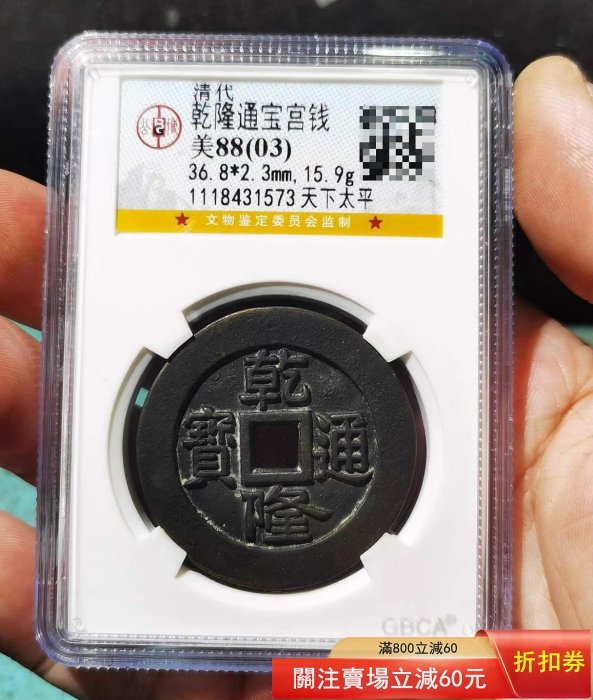 清代
乾隆通宝宫钱
美88(03)
36.8*2.3mm,15.9g
1118431573 天下太平
★ 文物鉴定委员会监制 ★
乾
寶 通
隆
GBCA®
滿800立減60
關注賣場立減60元
折扣券